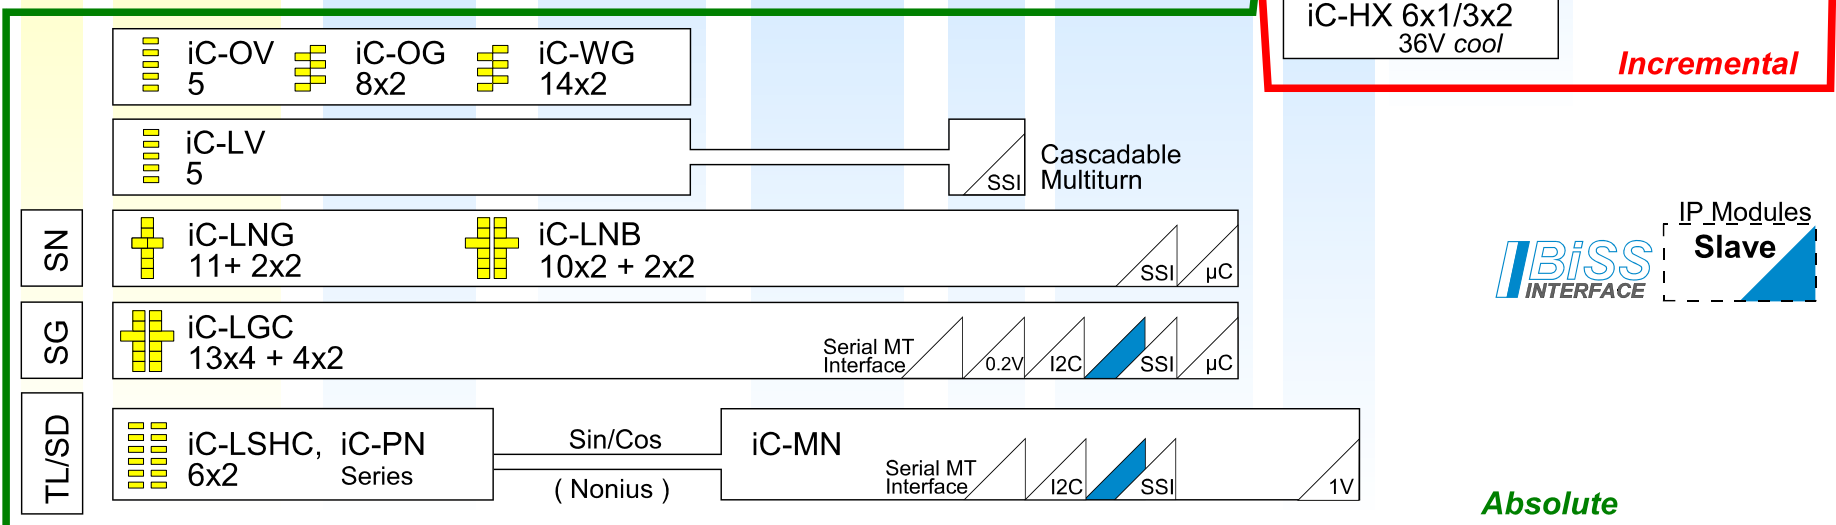 iC-HX 6x1/3x2
36V cool
Incremental
iC-OV
5
iC-OG
8x2
iC-WG
14x2
iC-LV
5
SSI
Cascadable
Multiturn
SN
iC-LNG
11+ 2x2
iC-LNB
10x2 + 2x2
SSI
µC
IP Modules
Slave
BiSS
INTERFACE
SG
iC-LGC
13x4 + 4x2
Serial MT
Interface
0.2V
I2C
SSI
µC
TL/SD
iC-LSHC, iC-PN
6x2
Series
Sin/Cos
( Nonius )
iC-MN
Serial MT
Interface
I2C
SSI
1V
Absolute